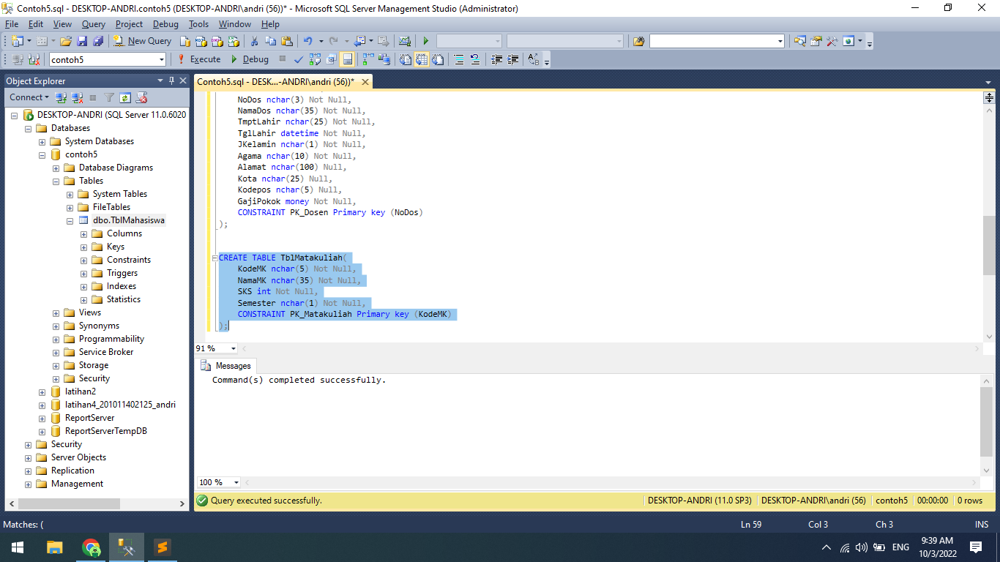 Contoh5.sql - DESKTOP-ANDRI.contoh5 (DESKTOP-ANDRI\andri (56))* - Microsoft SQL Server Management Studio (Administrator)
File Edit View Query Project Debug Tools Window Help
New Query
contoh5 Execute Debug
Object Explorer
Connect
DESKTOP-ANDRI (SQL Server 11.0.6020
Databases
System Databases
contoh5
Database Diagrams
Tables
System Tables
FileTables
dbo.TblMahasiswa
Columns
Keys
Constraints
Triggers
Indexes
Statistics
Views
Synonyms
Programmability
Service Broker
Storage
Security
latihan2
latihan4_201011402125_andri
ReportServer
ReportServerTempDB
Security
Server Objects
Replication
Management
Contoh5.sql - DESK...-ANDRI\andri (56))*
NoDos nchar(3) Not Null,
NamaDos nchar(35) Not Null,
TmptLahir nchar(25) Not Null,
TglLahir datetime Not Null,
JKelamin nchar(1) Not Null,
Agama nchar(10) Not Null,
Alamat nchar(100) Null,
Kota nchar(25) Null,
Kodepos nchar(5) Null,
GajiPokok money Not Null,
CONSTRAINT PK_Dosen Primary key (NoDos)
);
CREATE TABLE TblMatakuliah(
KodeMK nchar(5) Not Null,
NamaMK nchar(35) Not Null,
SKS int Not Null,
Semester nchar(1) Not Null,
CONSTRAINT PK_Matakuliah Primary key (KodeMK)
);
91 %
Messages
Command(s) completed successfully.
100 %
Query executed successfully. DESKTOP-ANDRI (11.0 SP3) DESKTOP-ANDRI\andri (56) contoh5 00:00:00 0 rows
Matches: ( Ln 59 Col 3 Ch 3 INS
ENG
9:39 AM
10/3/2022